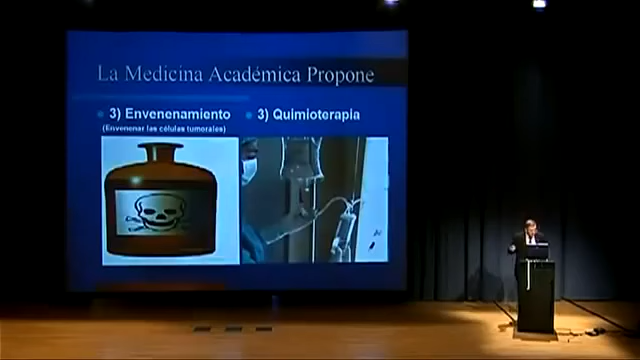 La Medicina Académica Propone
3) Envenenamiento
(Envenenar las células tumorales)
3) Quimioterapia